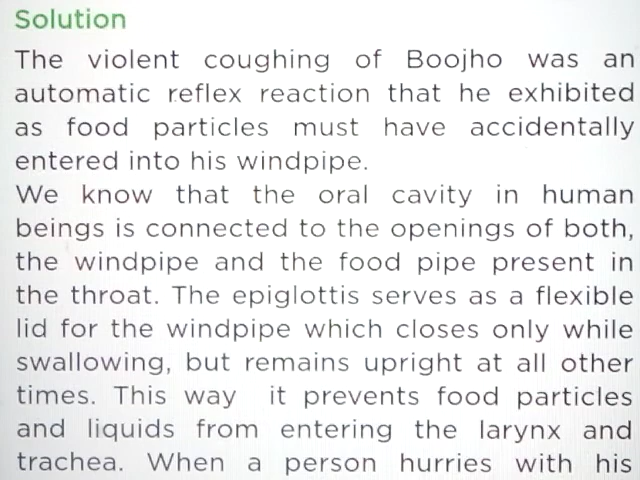 Solution
The violent coughing of Boojho was an
automatic reflex reaction that he exhibited
as food particles must have accidentally
entered into his windpipe.
We know that the oral cavity in human
beings is connected to the openings of both,
the windpipe and the food pipe present in
the throat. The epiglottis serves as a flexible
lid for the windpipe which closes only while
swallowing, but remains upright at all other
times. This way it prevents food particles
and liquids from entering the larynx and
trachea. When a person hurries with his